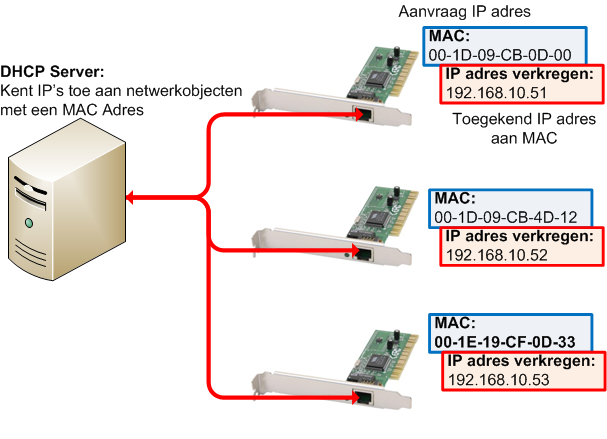 Aanvraag IP adres
MAC:
00-1D-09-CB-0D-00
IP adres verkregen:
192.168.10.51
Toegekend IP adres
aan MAC
DHCP Server:
Kent IP's toe aan netwerkobjecten
met een MAC Adres
MAC:
00-1D-09-CB-4D-12
IP adres verkregen:
192.168.10.52
MAC:
00-1E-19-CF-0D-33
IP adres verkregen:
192.168.10.53